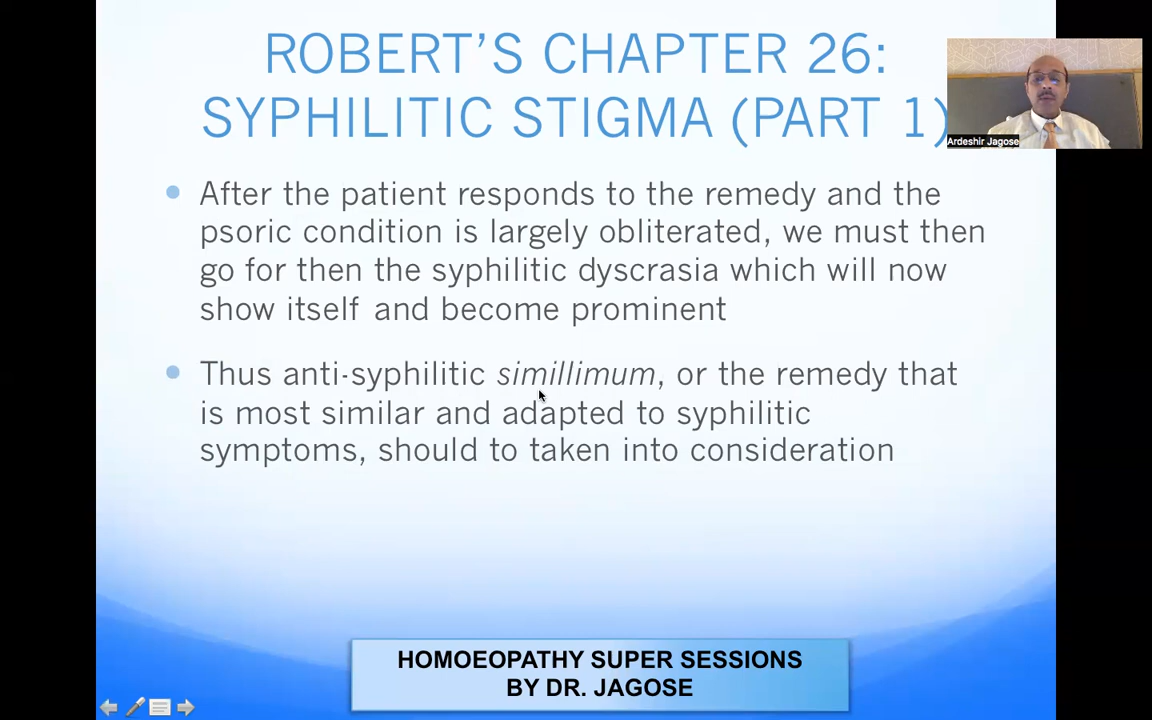 ROBERT'S CHAPTER 26:
SYPHILITIC STIGMA (PART 1)
Ardeshir Jagose
After the patient responds to the remedy and the
psoric condition is largely obliterated, we must then
go for then the syphilitic dyscrasia which will now
show itself and become prominent
Thus anti-syphilitic simillimum, or the remedy that
is most similar and adapted to syphilitic
symptoms, should to taken into consideration
HOMOEOPATHY SUPER SESSIONS
BY DR. JAGOSE